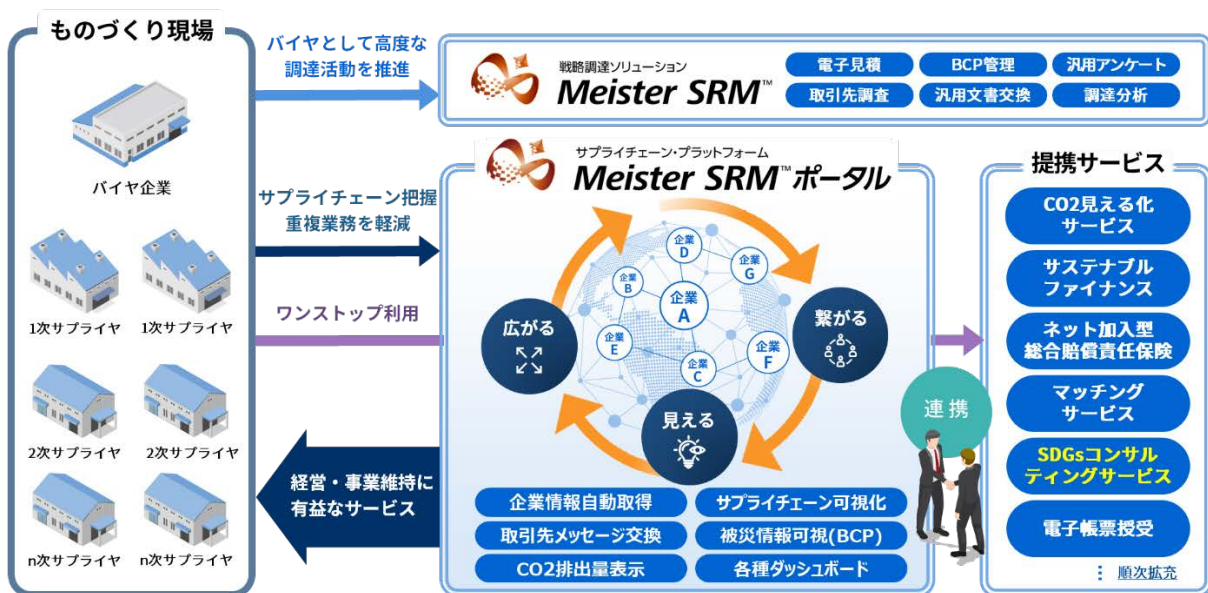 ものづくり現場
バイヤ企業
1次サプライヤ
1次サプライヤ
2次サプライヤ
2次サプライヤ
n次サプライヤ
n次サプライヤ
バイヤとして高度な
調達活動を推進
サプライチェーン把握
重複業務を軽減
ワンストップ利用
経営・事業維持に
有益なサービス
戦略調達ソリューション
Meister SRM™
電子見積
BCP管理
汎用アンケート
取引先調査
汎用文書交換
調達分析
サプライチェーン・プラットフォーム
Meister SRM™ポータル
企業
D
企業
G
企業
B
企業
A
企業
E
企業
C
企業
F
広がる
繋がる
見える
企業情報自動取得
サプライチェーン可視化
取引先メッセージ交換
被災情報可視(BCP)
CO2排出量表示
各種ダッシュボード
連携
提携サービス
CO2見える化
サービス
サステナブル
ファイナンス
ネット加入型
総合賠償責任保険
マッチング
サービス
SDGsコンサル
ティングサービス
電子帳票授受
⋮ 順次拡充